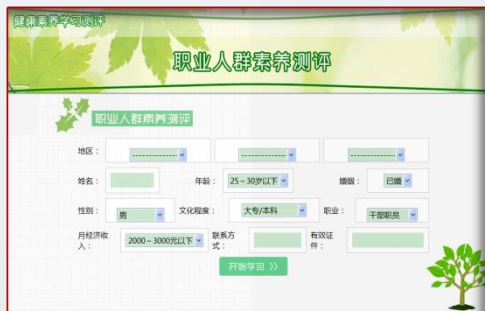 健康素养学习测评
职业人群素养测评
职业人群素养测评
地区： -------------- -------------- --------------
姓名： 年龄： 25～30岁以下 婚姻： 已婚
性别： 男 文化程度： 大专/本科 职业： 干部职员
月经济收入： 2000～3000元以下 联系方式： 有效证件：
开始学习 》